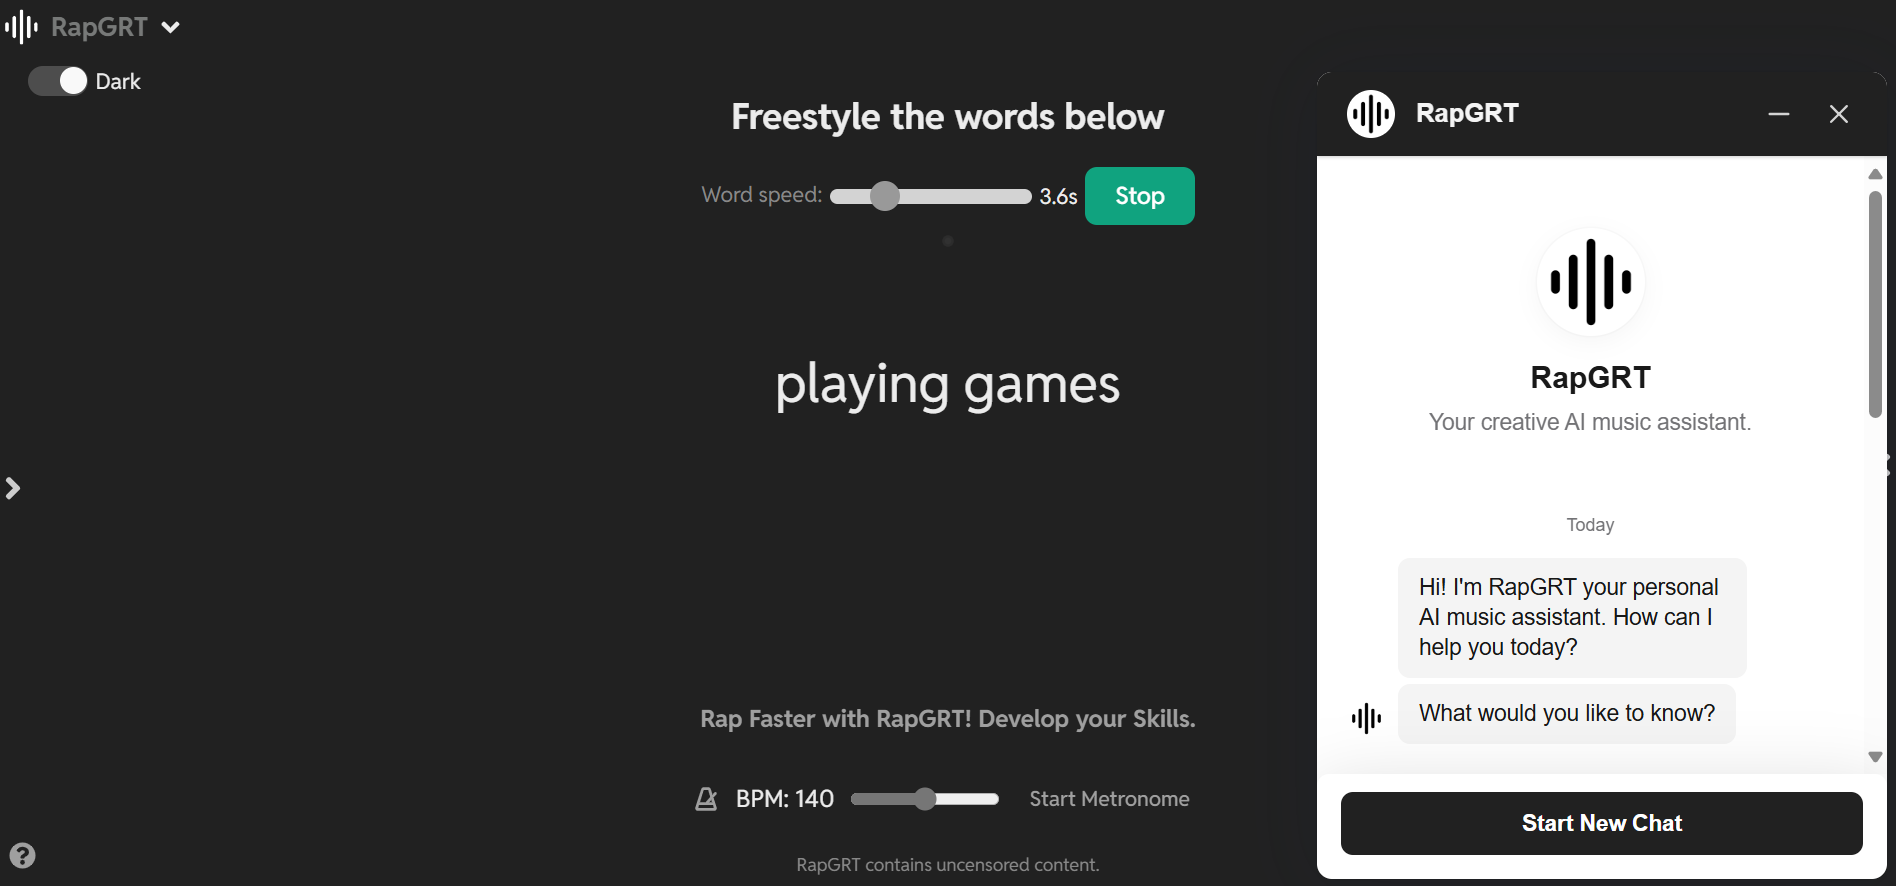 RapGRT
Dark
Freestyle the words below
Word speed: 3.6s Stop
playing games
Rap Faster with RapGRT! Develop your Skills.
BPM: 140 Start Metronome
RapGRT contains uncensored content.
?
RapGRT
RapGRT
Your creative AI music assistant.
Today
Hi! I'm RapGRT your personal
AI music assistant. How can I
help you today?
What would you like to know?
Start New Chat